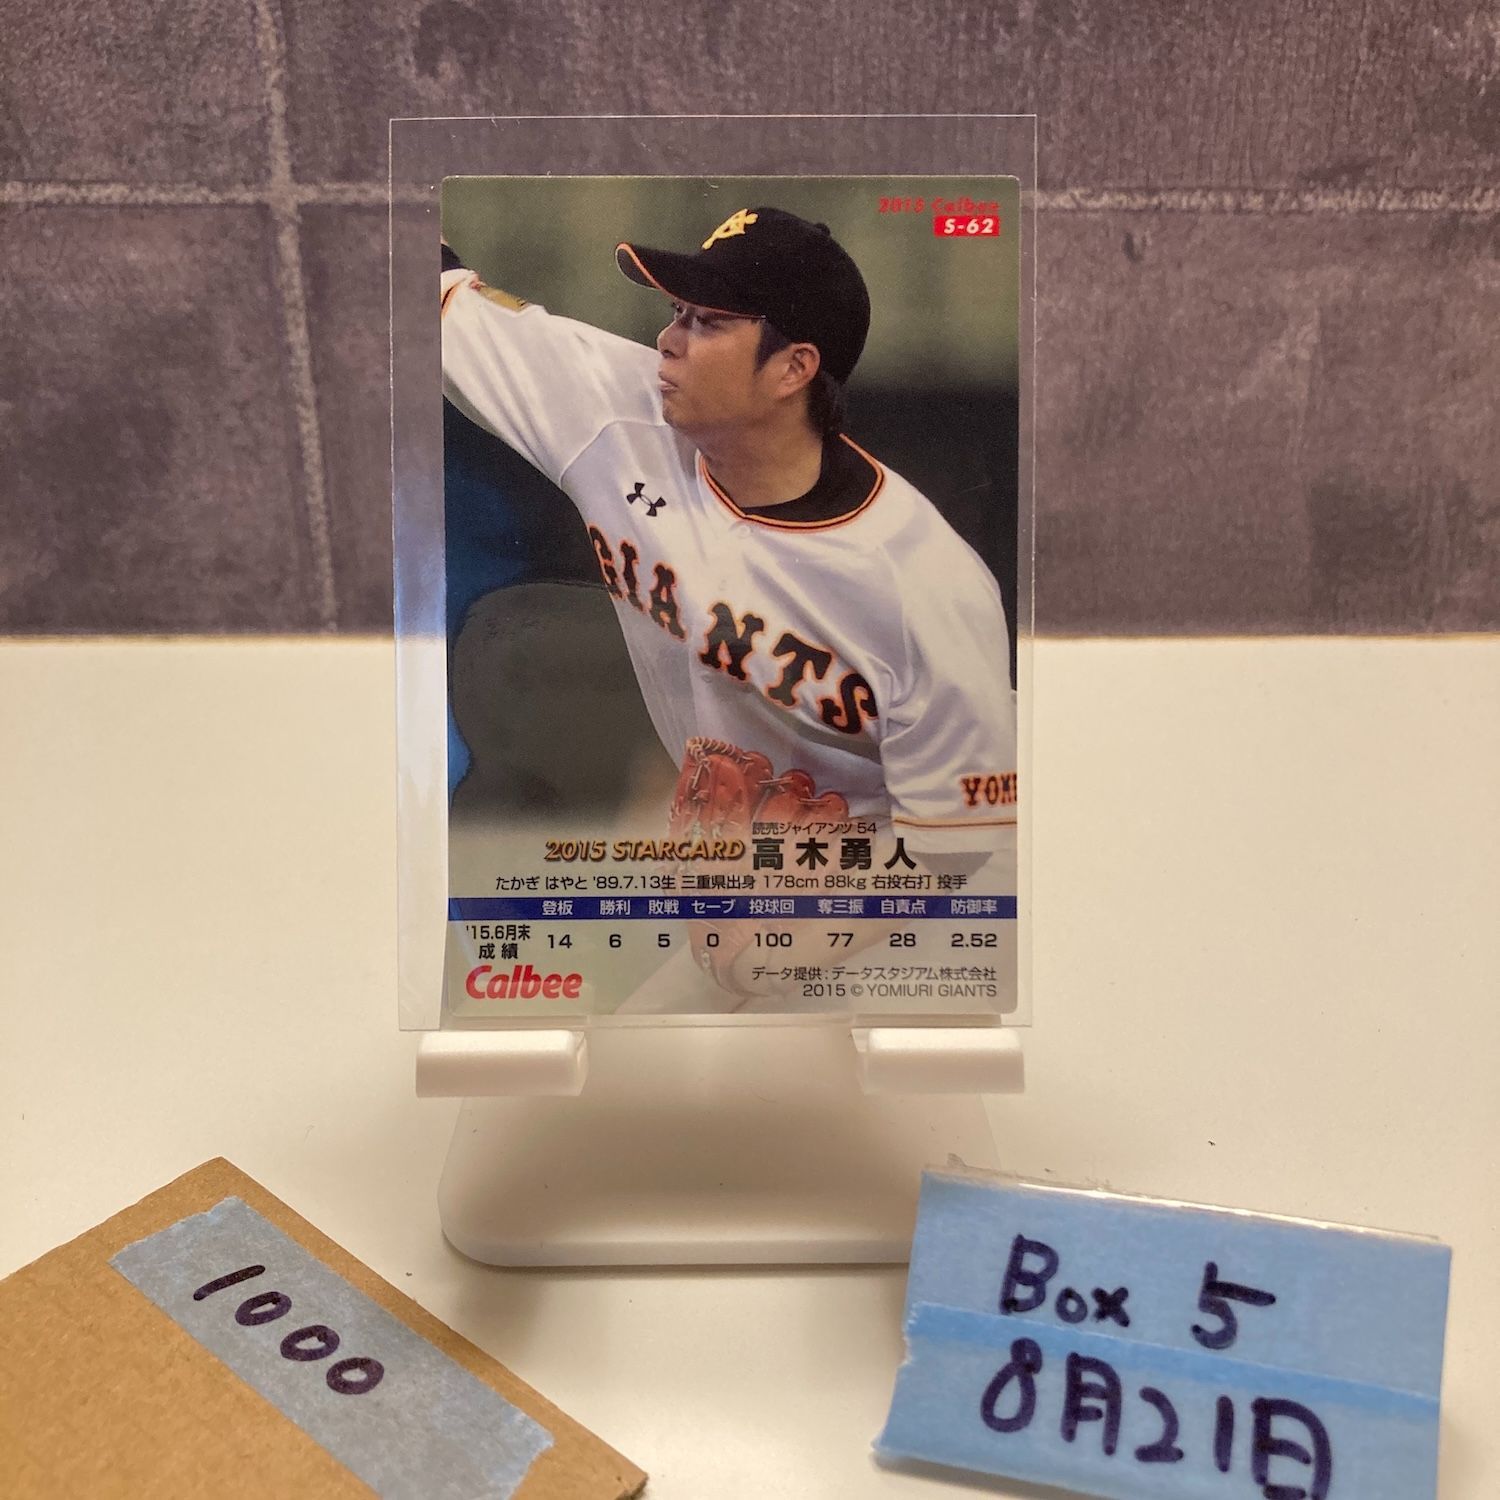 2015 Calbee
S-62
GIANTS
読売ジャイアンツ 54
2015 STARCARD 高木勇人
たかぎ はやと '89.7.13生 三重県出身 178cm 88kg 右投右打 投手
登板 勝利 敗戦 セーブ 投球回 奪三振 自責点 防御率
'15.6月末
成績 14 6 5 0 100 77 28 2.52
Calbee
データ提供:データスタジアム株式会社
2015 © YOMIURI GIANTS
1000
Box 5
8月21日